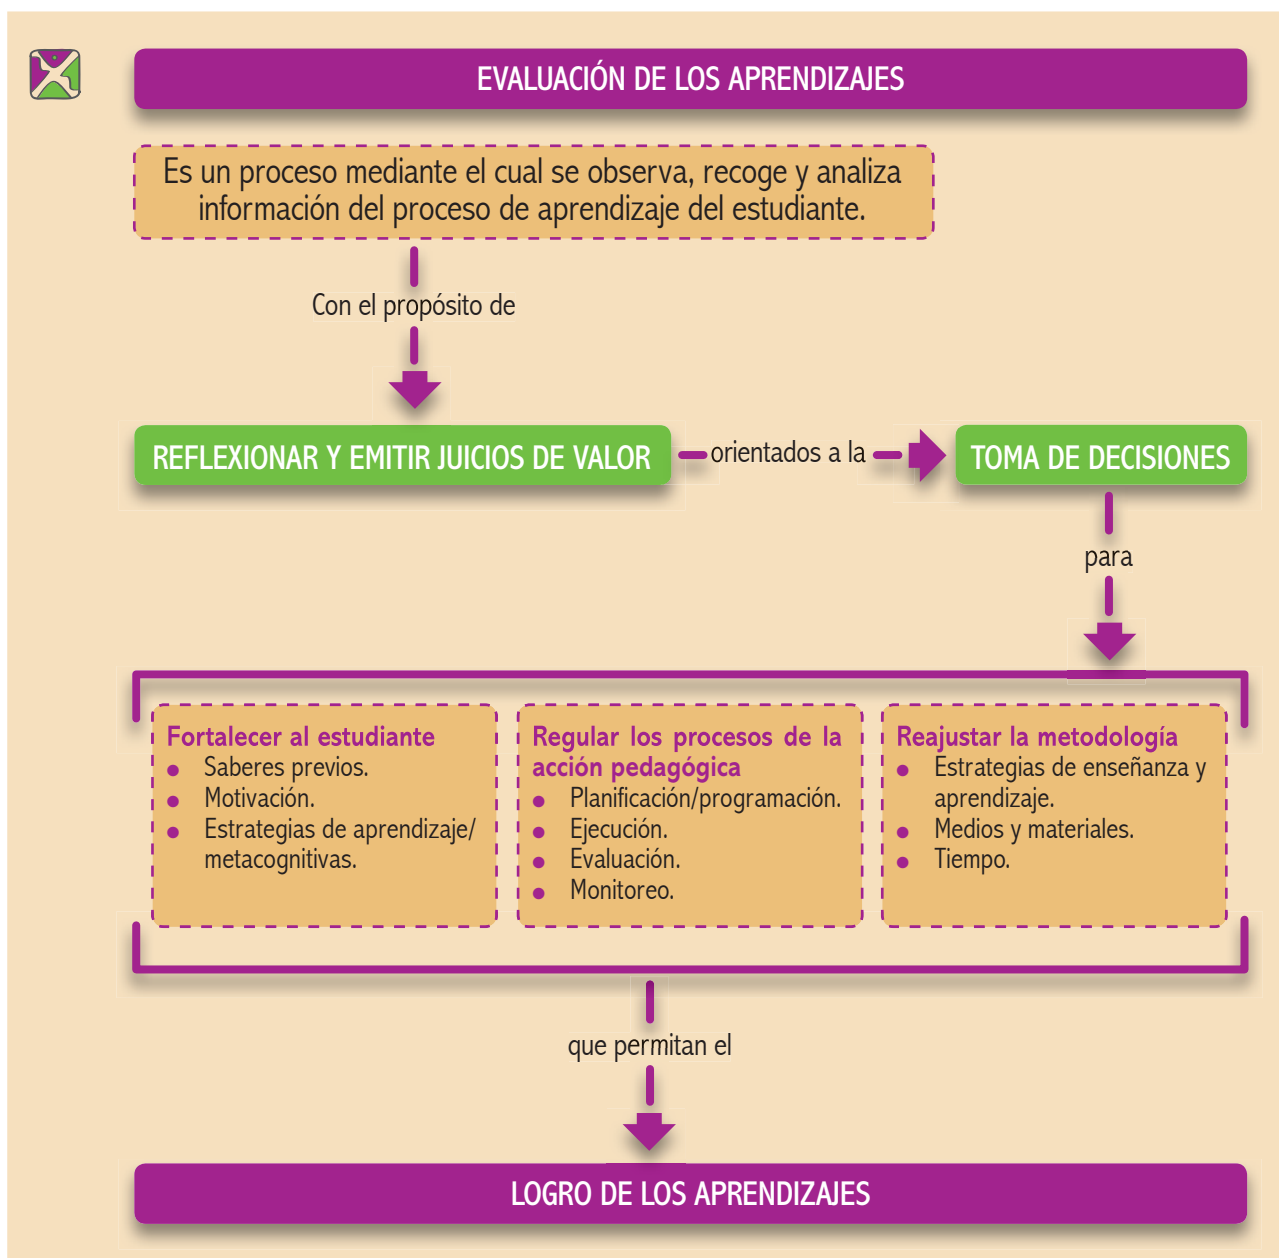 EVALUACIÓN DE LOS APRENDIZAJES
Es un proceso mediante el cual se observa, recoge y analiza
información del proceso de aprendizaje del estudiante.
Con el propósito de
REFLEXIONAR Y EMITIR JUICIOS DE VALOR
orientados a la
TOMA DE DECISIONES
para
Fortalecer al estudiante
● Saberes previos.
● Motivación.
● Estrategias de aprendizaje/
metacognitivas.
Regular los procesos de la
acción pedagógica
● Planificación/programación.
● Ejecución.
● Evaluación.
● Monitoreo.
Reajustar la metodología
● Estrategias de enseñanza y
aprendizaje.
● Medios y materiales.
● Tiempo.
que permitan el
LOGRO DE LOS APRENDIZAJES